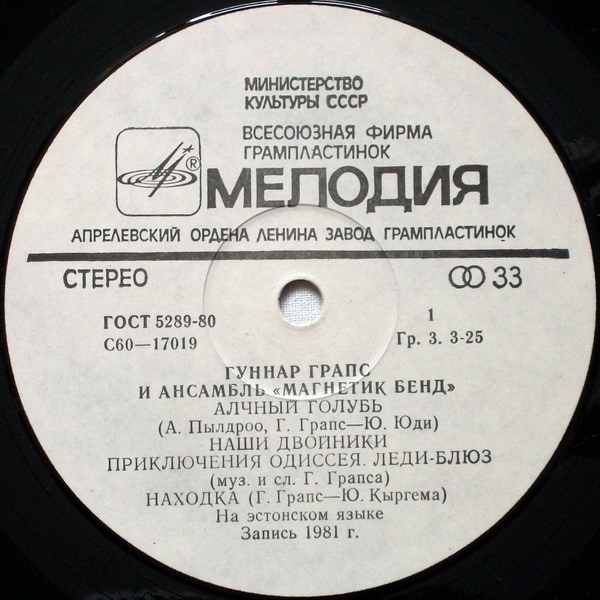 МИНИСТЕРСТВО
КУЛЬТУРЫ СССР
ВСЕСОЮЗНАЯ ФИРМА
ГРАМПЛАСТИНОК
®
МЕЛОДИЯ
АПРЕЛЕВСКИЙ ОРДЕНА ЛЕНИНА ЗАВОД ГРАМПЛАСТИНОК
СТЕРЕО 33
ГОСТ 5289-80 1
С60—17019 Гр. 3. 3-25
ГУННАР ГРАПС
И АНСАМБЛЬ «МАГНЕТИК БЕНД»
АЛЧНЫЙ ГОЛУБЬ
(А. Пылдроо, Г. Грапс—Ю. Юди)
НАШИ ДВОЙНИКИ
ПРИКЛЮЧЕНИЯ ОДИССЕЯ. ЛЕДИ-БЛЮЗ
(муз. и сл. Г. Грапса)
НАХОДКА (Г. Грапс—Ю. Кыргема)
На эстонском языке
Запись 1981 г.